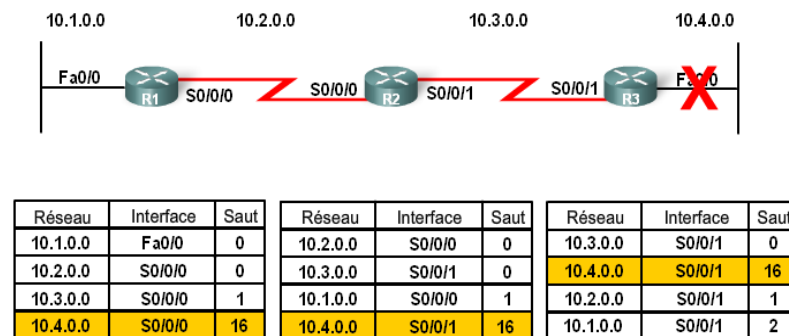 10.1.0.0 10.2.0.0 10.3.0.0 10.4.0.0
Fa0/0 R1 S0/0/0 S0/0/0 R2 S0/0/1 S0/0/1 R3 Fa0/0
Réseau Interface Saut Réseau Interface Saut Réseau Interface Saut
10.1.0.0 Fa0/0 0 10.2.0.0 S0/0/0 0 10.3.0.0 S0/0/1 0
10.2.0.0 S0/0/0 0 10.3.0.0 S0/0/1 0 10.4.0.0 S0/0/1 16
10.3.0.0 S0/0/0 1 10.1.0.0 S0/0/0 1 10.2.0.0 S0/0/1 1
10.4.0.0 S0/0/0 16 10.4.0.0 S0/0/1 16 10.1.0.0 S0/0/1 2